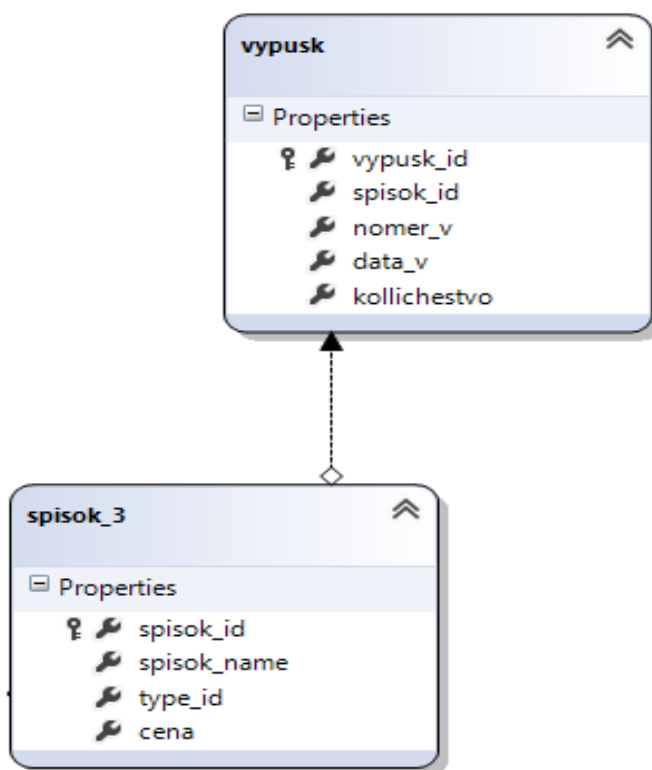 vypusk
Properties
vypusk_id
spisok_id
nomer_v
data_v
kollichestvo
spisok_3
Properties
spisok_id
spisok_name
type_id
cena